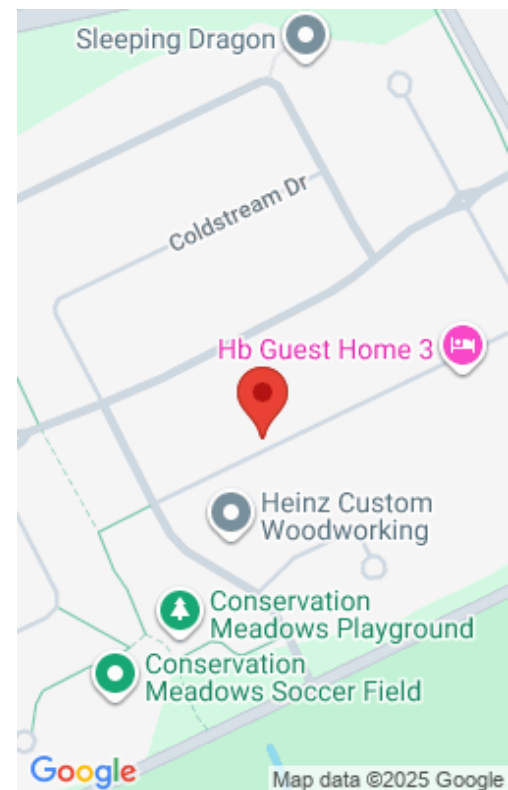 Sleeping Dragon
Coldstream Dr
Hb Guest Home 3
Heinz Custom
Woodworking
Conservation
Meadows Playground
Conservation
Meadows Soccer Field
Google
Map data ©2025 Google